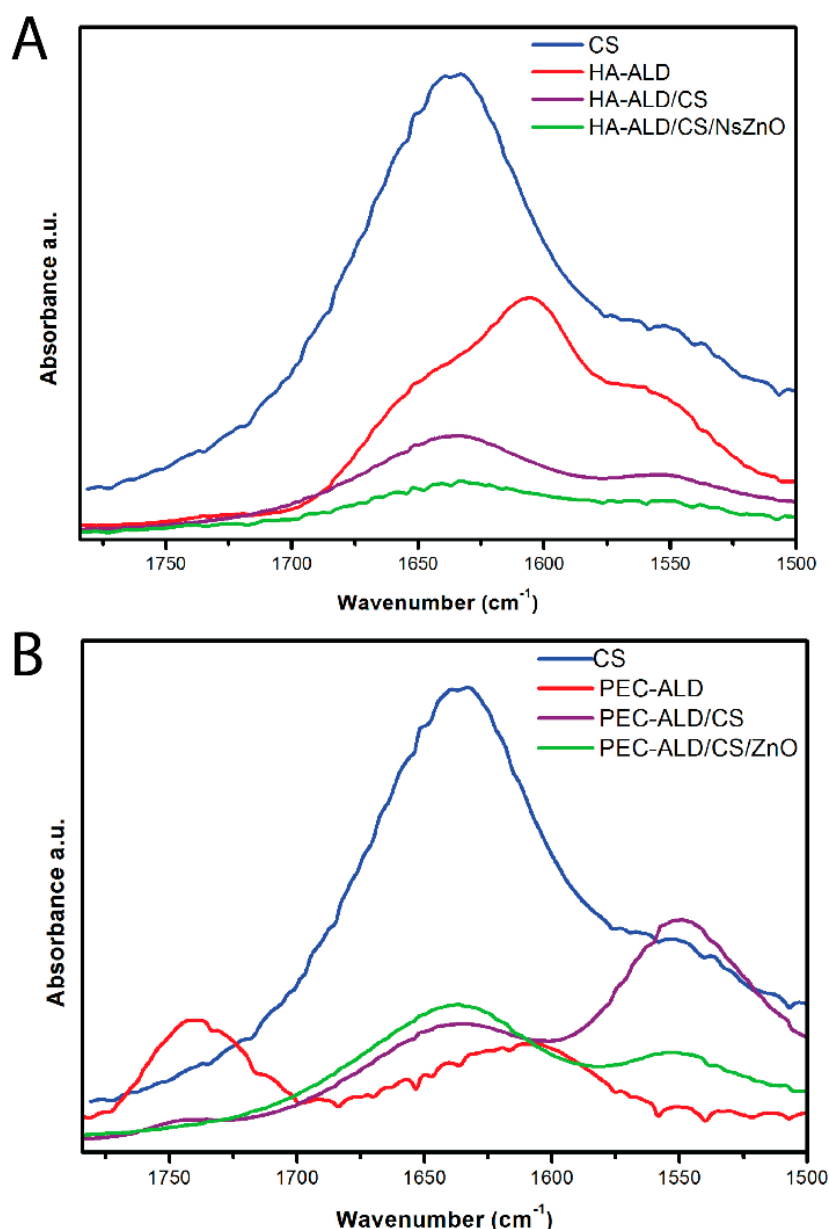 A
CS
HA-ALD
HA-ALD/CS
HA-ALD/CS/NsZnO
Absorbance a.u.
1750 1700 1650 1600 1550 1500
Wavenumber (cm⁻¹)
B
CS
PEC-ALD
PEC-ALD/CS
PEC-ALD/CS/ZnO
Absorbance a.u.
1750 1700 1650 1600 1550 1500
Wavenumber (cm⁻¹)